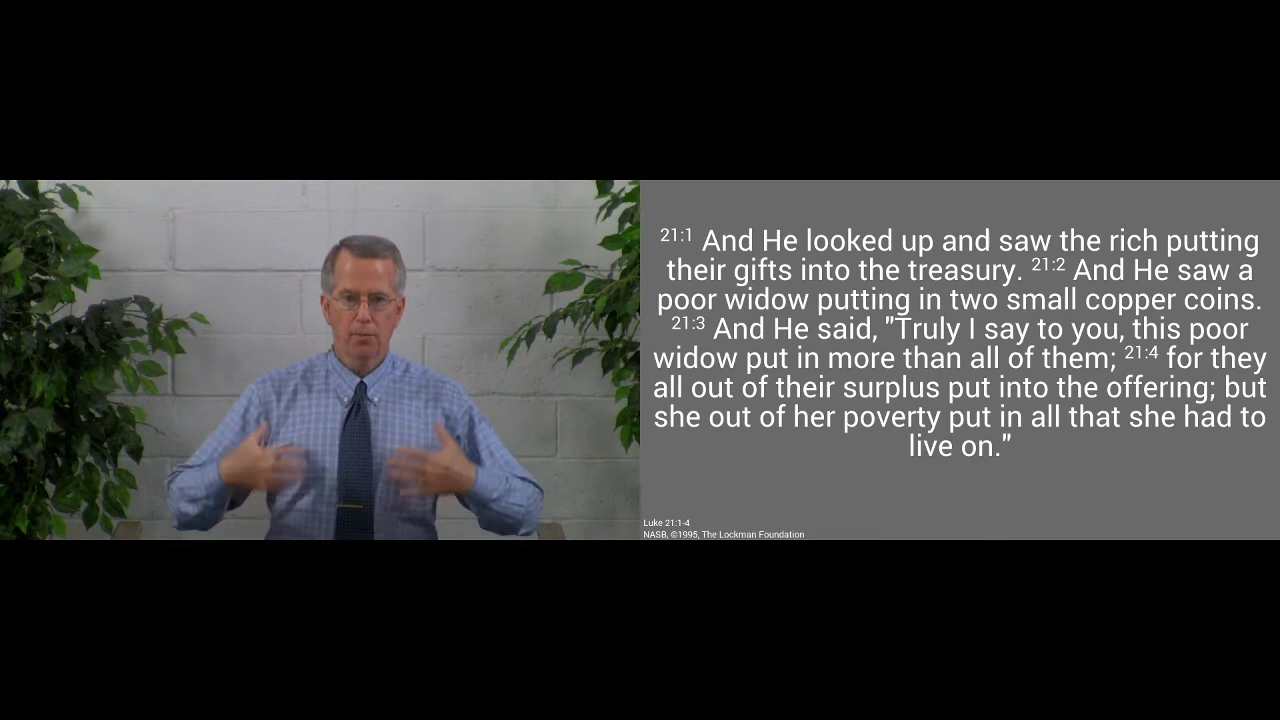 21:1 And He looked up and saw the rich putting
their gifts into the treasury. 21:2 And He saw a
poor widow putting in two small copper coins.
21:3 And He said, "Truly I say to you, this poor
widow put in more than all of them; 21:4 for they
all out of their surplus put into the offering; but
she out of her poverty put in all that she had to
live on."
Luke 21:1-4
NASB, ©1995, The Lockman Foundation